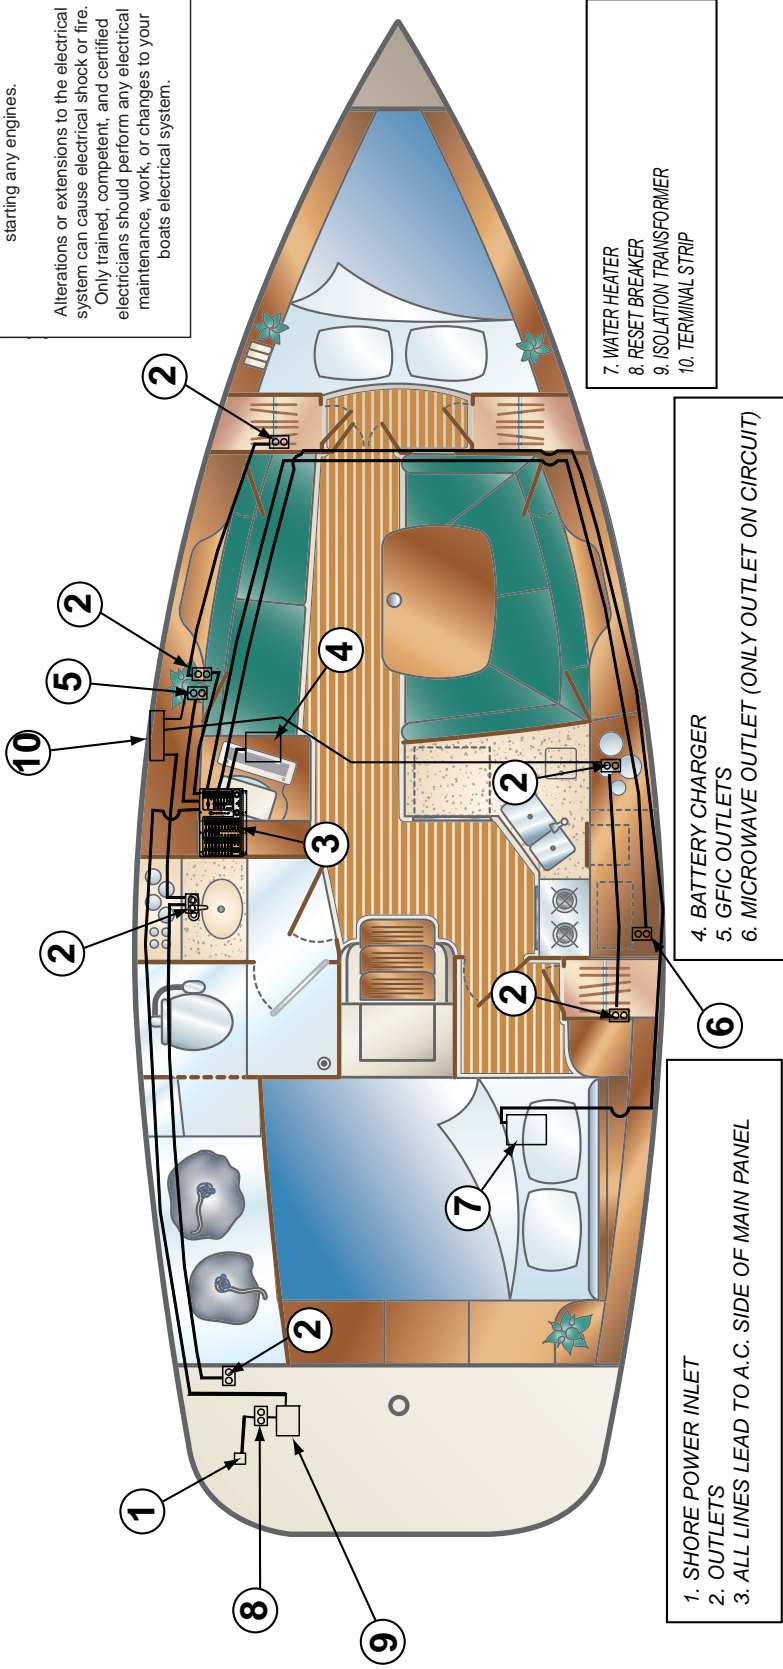 starting any engines.
Alterations or extensions to the electrical
system can cause electrical shock or fire.
Only trained, competent, and certified
electricians should perform any electrical
maintenance, work, or changes to your
boats electrical system.
2
2
5
10
4
3
2
2
2
6
7
2
1
8
9
1. SHORE POWER INLET
2. OUTLETS
3. ALL LINES LEAD TO A.C. SIDE OF MAIN PANEL
4. BATTERY CHARGER
5. GFIC OUTLETS
6. MICROWAVE OUTLET (ONLY OUTLET ON CIRCUIT)
7. WATER HEATER
8. RESET BREAKER
9. ISOLATION TRANSFORMER
10. TERMINAL STRIP